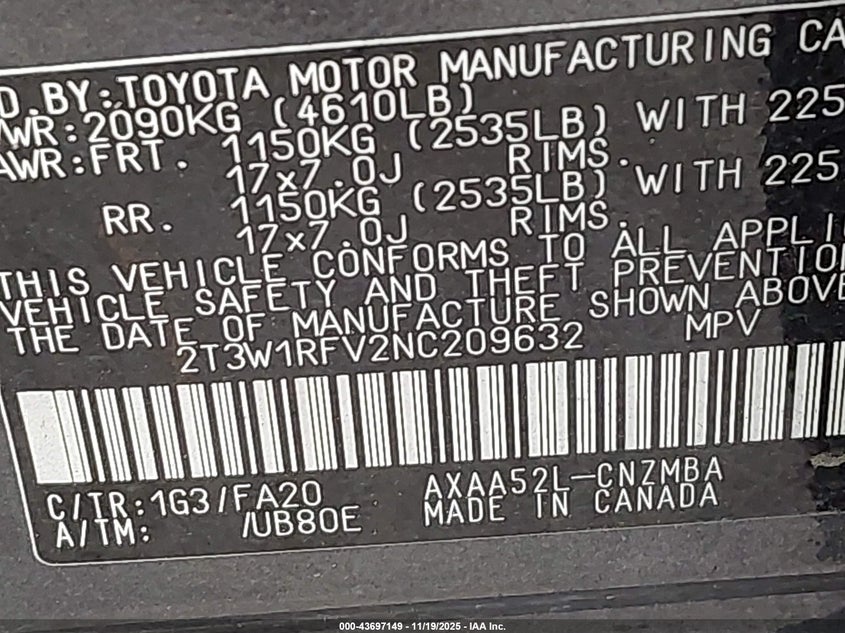 D. BY: TOYOTA MOTOR MANUFACTURING CA
WR: 2090KG (4610LB)
AWR: FRT. 1150KG (2535LB) WITH 225
17x7.0J RIMS.
RR. 1150KG (2535LB) WITH 225
17x7.0J RIMS.
THIS VEHICLE CONFORMS TO ALL APPLI
VEHICLE SAFETY AND THEFT PREVENTION
THE DATE OF MANUFACTURE SHOWN ABOVE
2T3W1RFV2NC209632 MPV
C/TR: 1G3/FA20 AXAA52L-CNZMBA
A/TM: /UB80E MADE IN CANADA
000-43697149 - 11/19/2025 - IAA Inc.